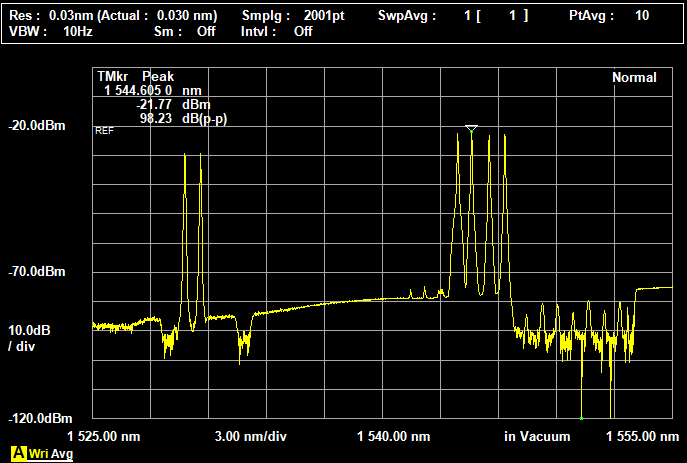 Res : 0.03nm (Actual : 0.030 nm) Smplg : 2001pt SwpAvg : 1 [ 1 ] PtAvg : 10
VBW : 10Hz Sm : Off Intvl : Off
TMkr Peak Normal
1 544.605 0 nm
-21.77 dBm
98.23 dB(p-p)
-20.0dBm
REF
-70.0dBm
10.0dB
/ div
-120.0dBm
1 525.00 nm 3.00 nm/div 1 540.00 nm in Vacuum 1 555.00 nm
A Wri Avg